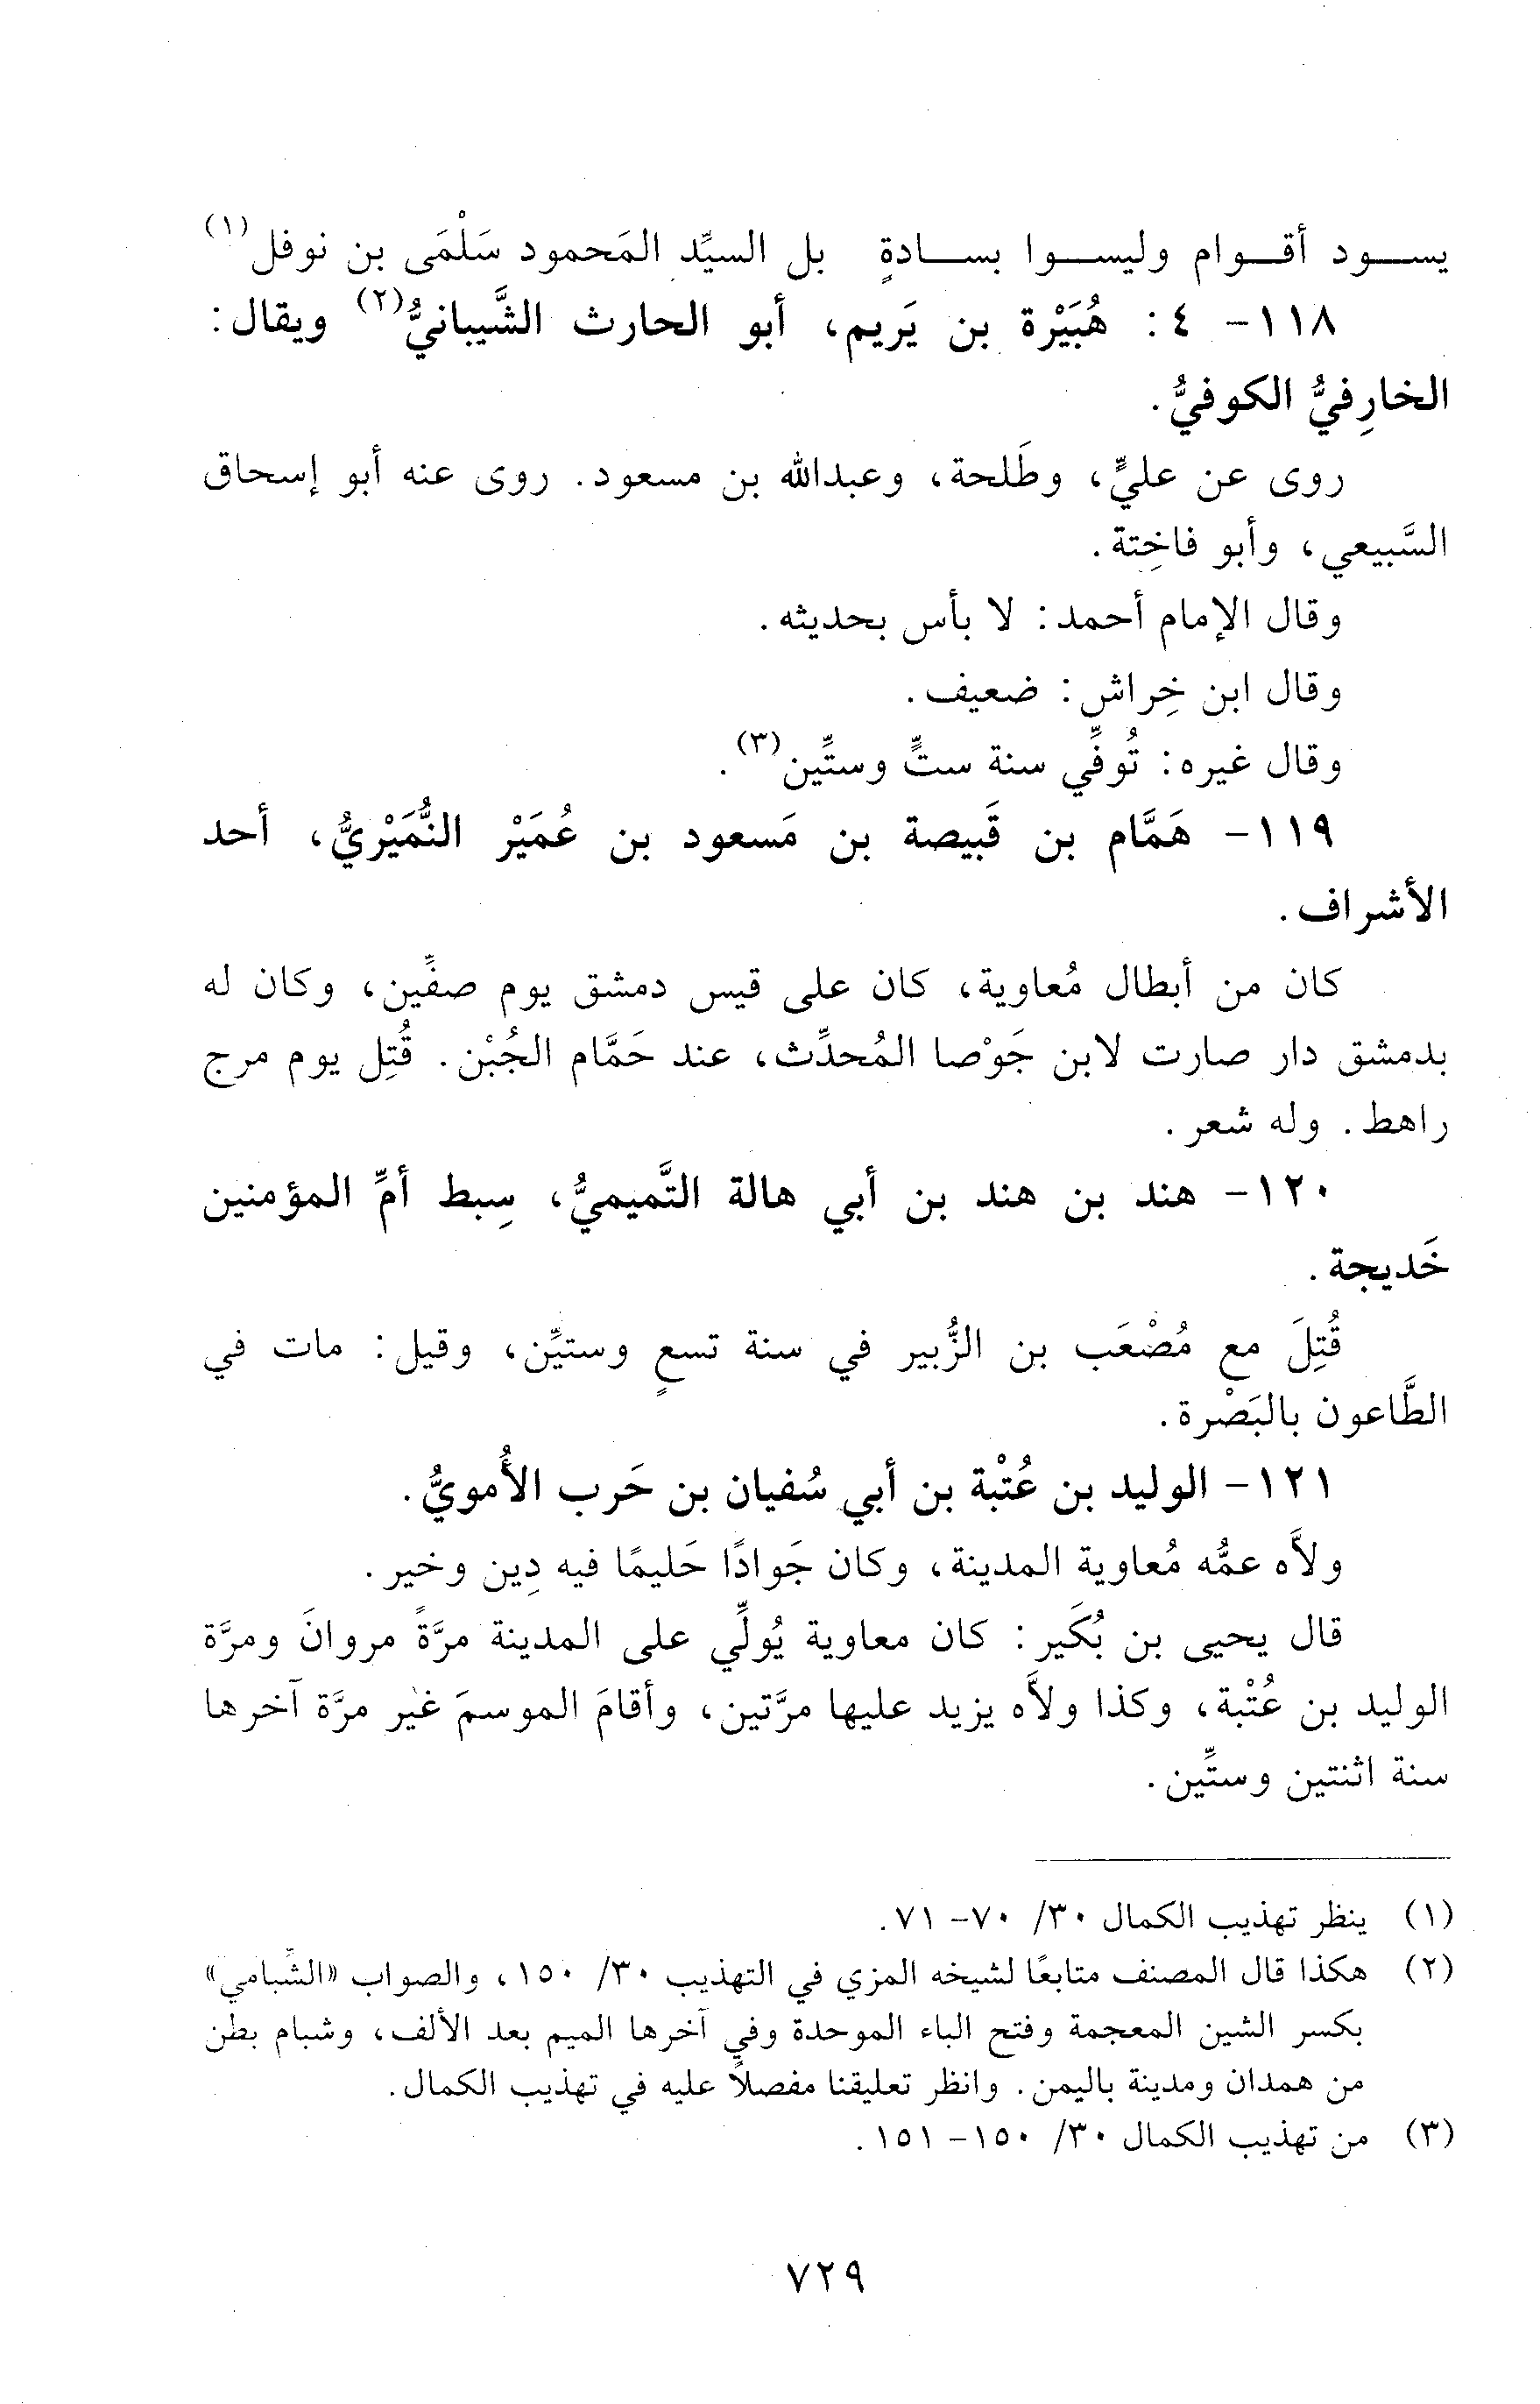 يسود أقوام وليسوا بسادةٍ بل السيِّد المَحمود سَلْمَى بن نوفل(١)
١١٨- ٤: هُبَيْرة بن يَريم، أبو الحارث الشَّيبانيُّ(٢) ويقال:
الخارِفيُّ الكوفيُّ.
روى عن عليٍّ، وطَلحة، وعبدالله بن مسعود. روى عنه أبو إسحاق
السَّبيعي، وأبو فاخِتة.
وقال الإمام أحمد: لا بأس بحديثه.
وقال ابن خِراش: ضعيف.
وقال غيره: تُوفِّي سنة ستٍّ وستِّين(٣).
١١٩- هَمَّام بن قَبيصة بن مَسعود بن عُمَيْر النُّمَيْريُّ، أحد
الأشراف.
كان من أبطال مُعاوية، كان على قيس دمشق يوم صفِّين، وكان له
بدمشق دار صارت لابن جَوْصا المُحدِّث، عند حَمَّام الجُبْن. قُتِل يوم مرج
راهط. وله شعر.
١٢٠- هند بن هند بن أبي هالة التَّميميُّ، سِبط أمِّ المؤمنين
خَديجة.
قُتِلَ مع مُصْعَب بن الزُّبير في سنة تسعٍ وستيِّن، وقيل: مات في
الطَّاعون بالبَصْرة.
١٢١- الوليد بن عُتْبة بن أبي سُفيان بن حَرب الأُمويُّ.
ولاَّه عمُّه مُعاوية المدينة، وكان جَوادًا حَليمًا فيه دِين وخير.
قال يحيى بن بُكَير: كان معاوية يُولِّي على المدينة مرَّةً مروانَ ومرَّة
الوليد بن عُتْبة، وكذا ولاَّه يزيد عليها مرَّتين، وأقامَ الموسمَ غير مرَّة آخرها
سنة اثنتين وستِّين.
(١) ينظر تهذيب الكمال ٣٠/ ٧٠- ٧١.
(٢) هكذا قال المصنف متابعًا لشيخه المزي في التهذيب ٣٠/ ١٥٠، والصواب «الشِّبامي»
بكسر الشين المعجمة وفتح الباء الموحدة وفي آخرها الميم بعد الألف، وشبام بطن
من همدان ومدينة باليمن. وانظر تعليقنا مفصلاً عليه في تهذيب الكمال.
(٣) من تهذيب الكمال ٣٠/ ١٥٠- ١٥١.
٧٢٩